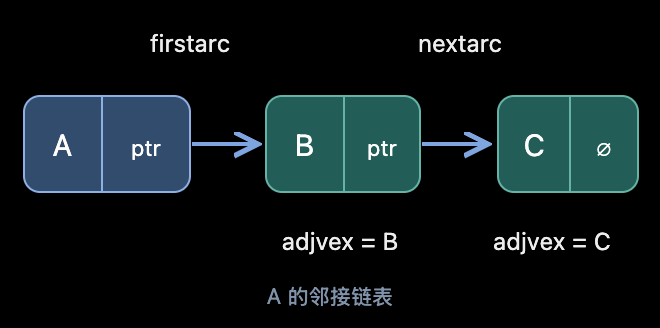 firstarc nextarc
A ptr B ptr C ∅
adjvex = B adjvex = C
A 的邻接链表